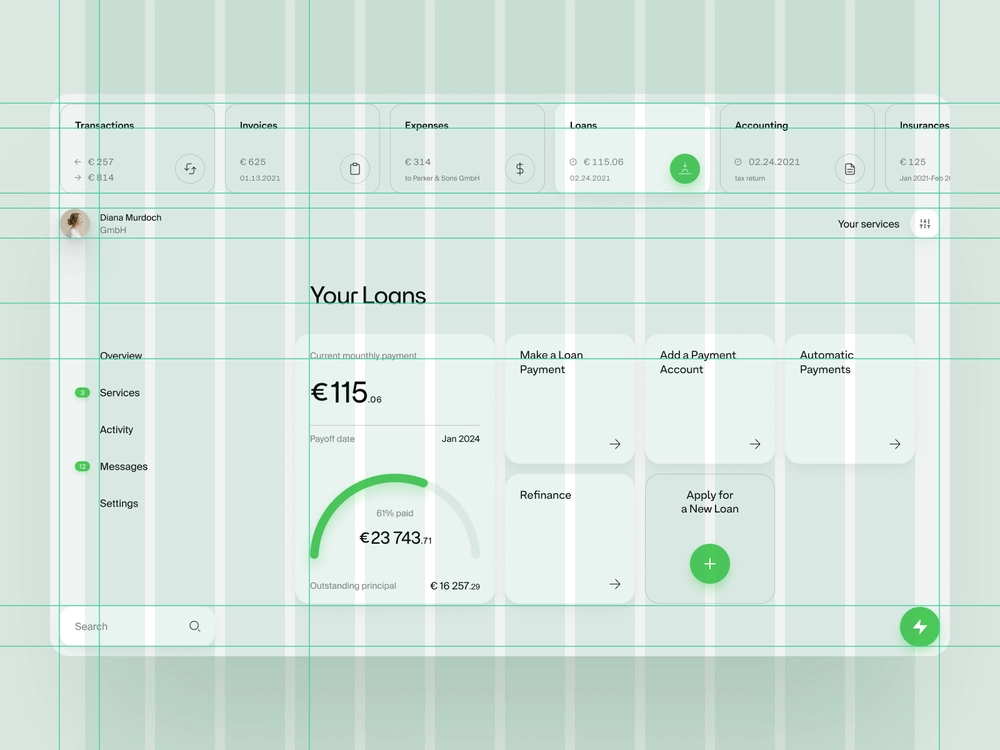 Transactions
← € 257
→ € 814
Invoices
€ 625
01.13.2021
Expenses
€ 314
to Parker & Sons GmbH
Loans
€ 115.06
02.24.2021
Accounting
02.24.2021
tax return
Insurances
€ 125
Jan 2021-Feb 20
Diana Murdoch
GmbH
Your services
Your Loans
Overview
3 Services
Activity
12 Messages
Settings
Current mounthly payment
€ 115.06
Payoff date Jan 2024
61% paid
€ 23 743.71
Outstanding principal € 16 257.29
Make a Loan
Payment
Add a Payment
Account
Automatic
Payments
Refinance
Apply for
a New Loan
Search